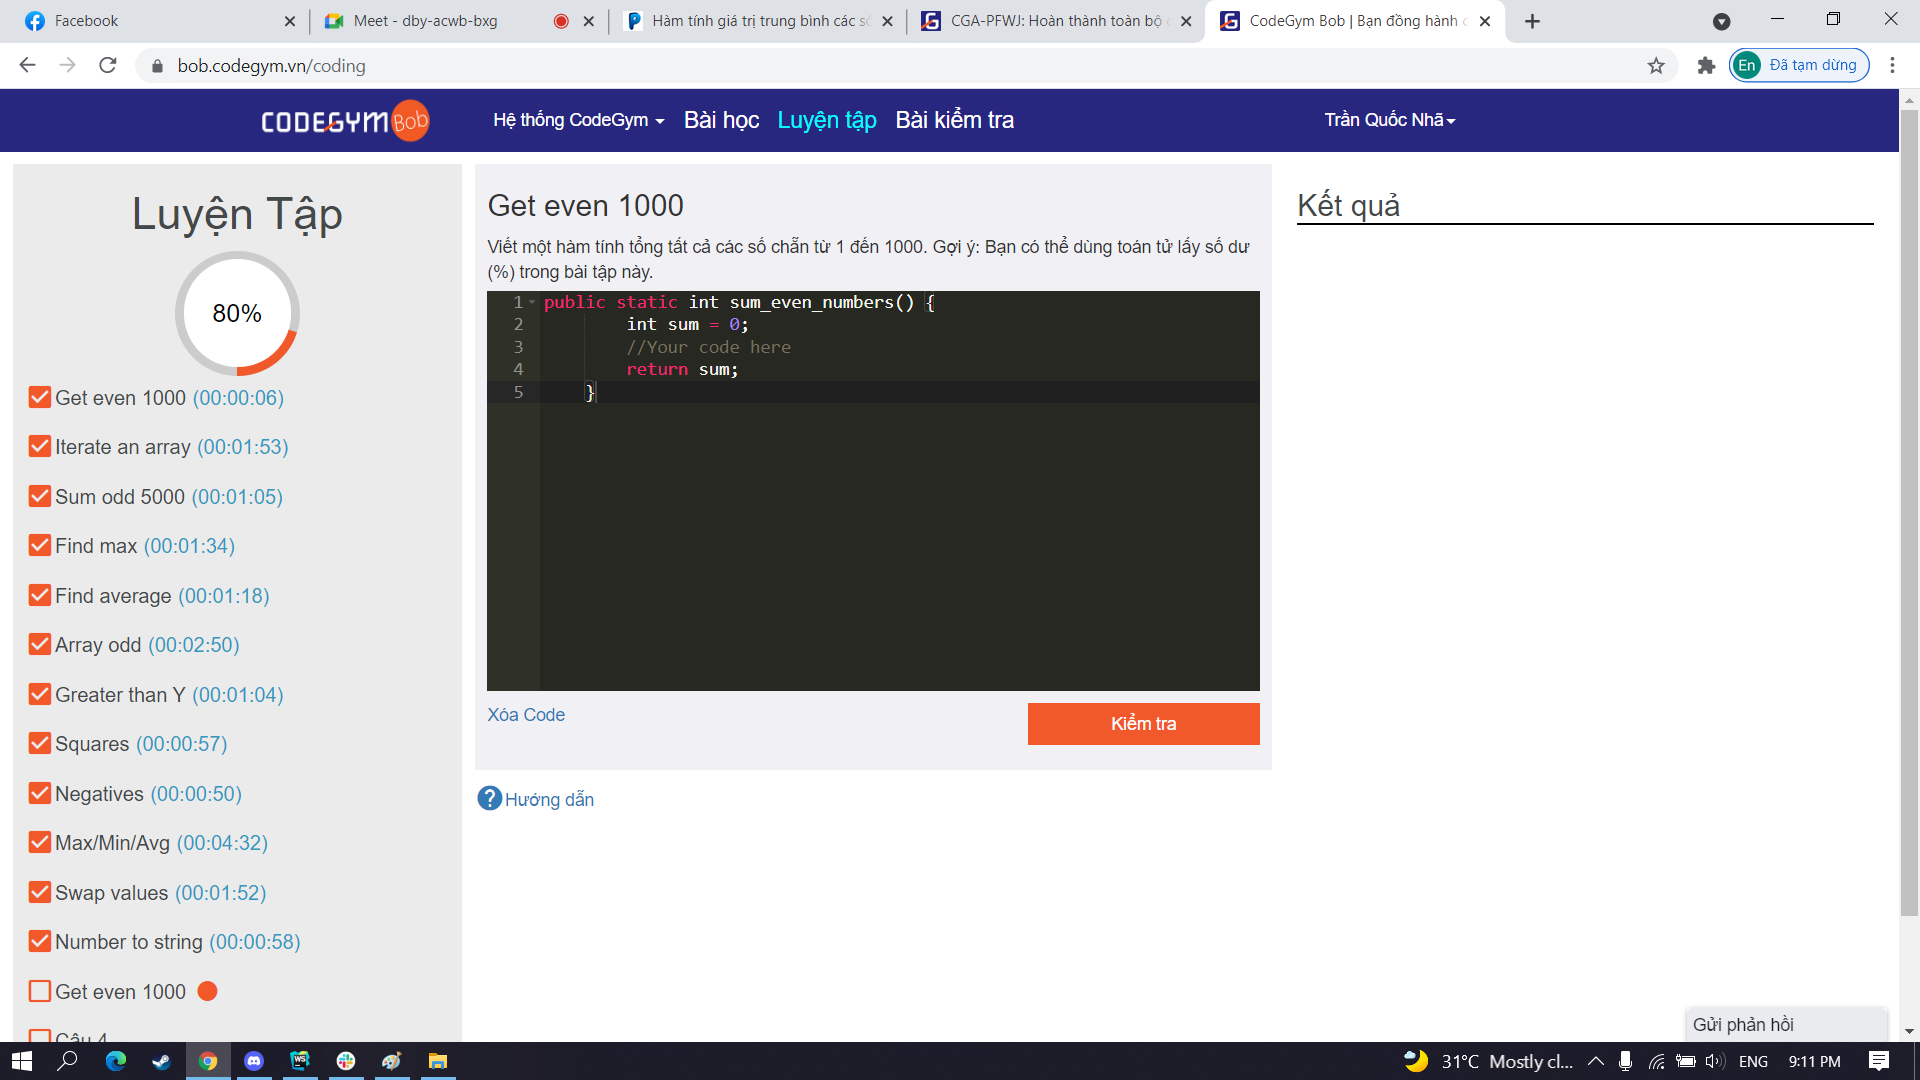 Facebook
Meet - dby-acwb-bxg
Hàm tính giá trị trung bình các số
CGA-PFWJ: Hoàn thành toàn bộ
CodeGym Bob | Bạn đồng hành
bob.codegym.vn/coding
En Đã tạm dừng
CODEGYM Bob
Hệ thống CodeGym
Bài học
Luyện tập
Bài kiểm tra
Trần Quốc Nhã
Luyện Tập
80%
Get even 1000 (00:00:06)
Iterate an array (00:01:53)
Sum odd 5000 (00:01:05)
Find max (00:01:34)
Find average (00:01:18)
Array odd (00:02:50)
Greater than Y (00:01:04)
Squares (00:00:57)
Negatives (00:00:50)
Max/Min/Avg (00:04:32)
Swap values (00:01:52)
Number to string (00:00:58)
Get even 1000
Câu 4
Get even 1000
Viết một hàm tính tổng tất cả các số chẵn từ 1 đến 1000. Gợi ý: Bạn có thể dùng toán tử lấy số dư
(%) trong bài tập này.
1 public static int sum_even_numbers() {
2 int sum = 0;
3 //Your code here
4 return sum;
5 }
Xóa Code
Kiểm tra
? Hướng dẫn
Kết quả
Gửi phản hồi
31°C Mostly cl...
ENG
9:11 PM